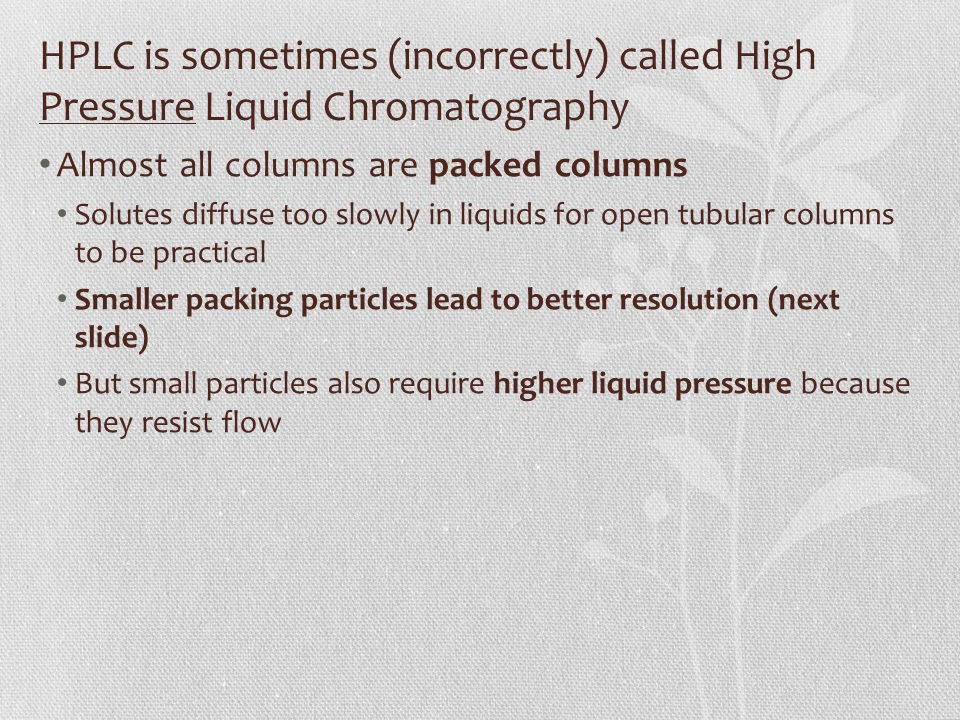 HPLC is sometimes (incorrectly) called High
Pressure Liquid Chromatography
• Almost all columns are packed columns
• Solutes diffuse too slowly in liquids for open tubular columns
to be practical
• Smaller packing particles lead to better resolution (next
slide)
• But small particles also require higher liquid pressure because
they resist flow